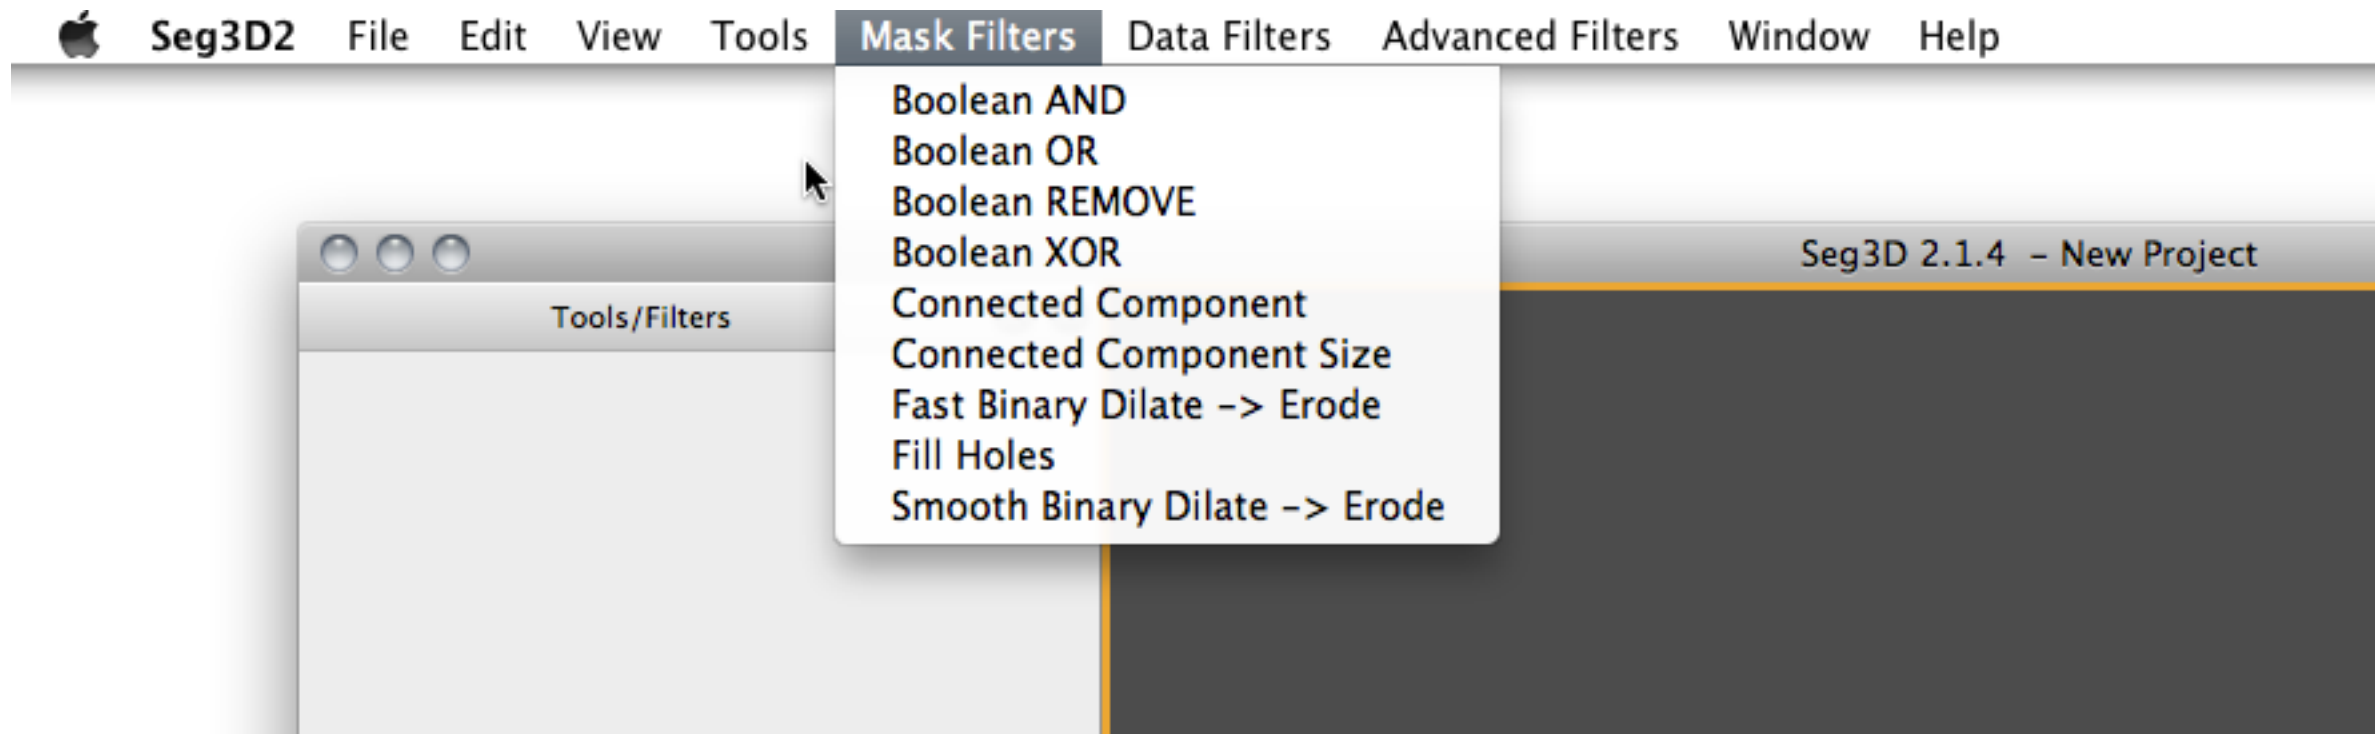 Seg3D2 File Edit View Tools Mask Filters Data Filters Advanced Filters Window Help
Boolean AND
Boolean OR
Boolean REMOVE
Boolean XOR
Connected Component
Connected Component Size
Fast Binary Dilate -> Erode
Fill Holes
Smooth Binary Dilate -> Erode
Seg3D 2.1.4 - New Project
Tools/Filters